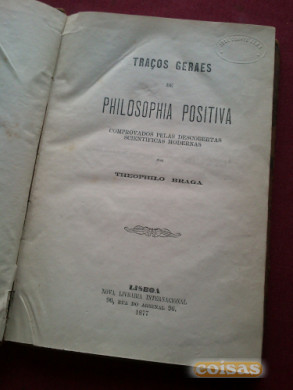 TRAÇOS GERAES
DE
PHILOSOPHIA POSITIVA
COMPROVADOS PELAS DESCOBERTAS
SCIENTIFICAS MODERNAS
POR
THEOPHILO BRAGA
LISBOA
NOVA LIVRARIA INTERNACIONAL
96, RUA DO ARSENAL
1877
coisas